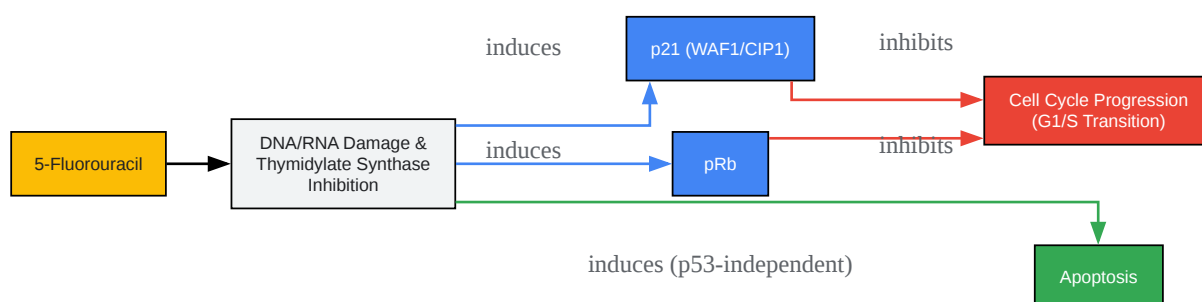 induces
p21 (WAF1/CIP1)
inhibits
Cell Cycle Progression
(G1/S Transition)
5-Fluorouracil
DNA/RNA Damage &
Thymidylate Synthase
Inhibition
induces
pRb
inhibits
induces (p53-independent)
Apoptosis